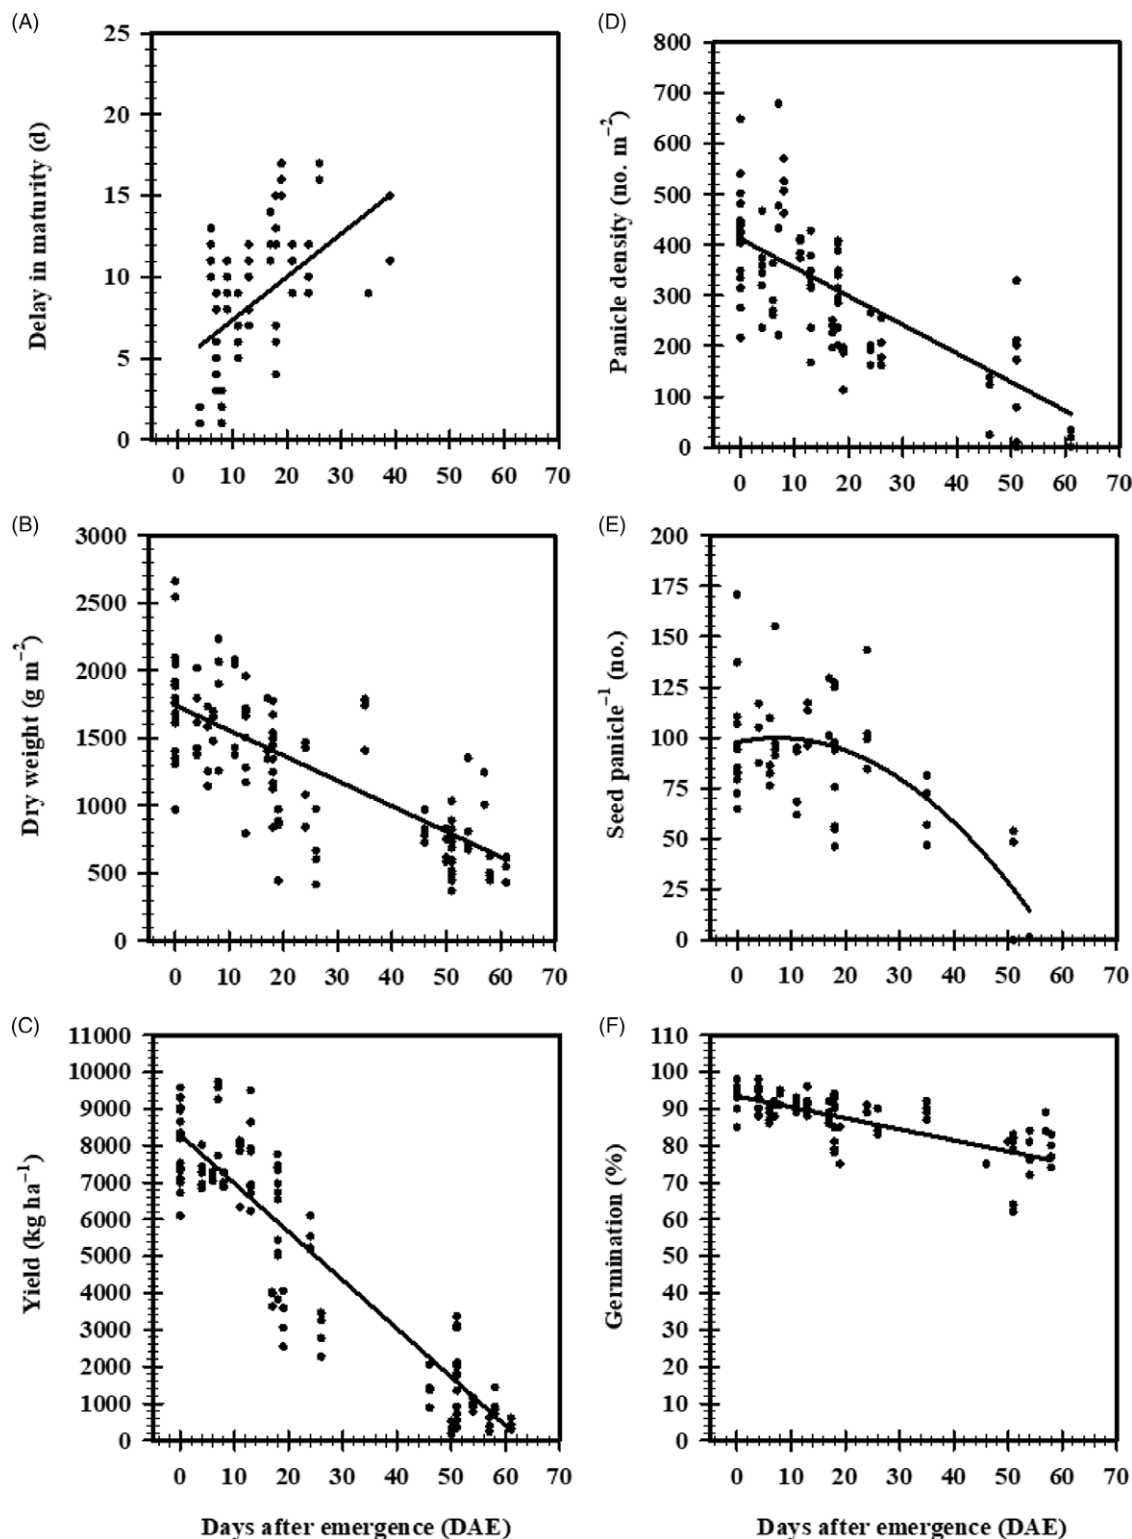 (A)
Delay in maturity (d)
25
20
15
10
5
0
0 10 20 30 40 50 60 70
(D)
Panicle density (no. m⁻²)
800
700
600
500
400
300
200
100
0
0 10 20 30 40 50 60 70
(B)
Dry weight (g m⁻²)
3000
2500
2000
1500
1000
500
0
0 10 20 30 40 50 60 70
(E)
Seed panicle⁻¹ (no.)
200
175
150
125
100
75
50
25
0
0 10 20 30 40 50 60 70
(C)
Yield (kg ha⁻¹)
11000
10000
9000
8000
7000
6000
5000
4000
3000
2000
1000
0
0 10 20 30 40 50 60 70
Days after emergence (DAE)
(F)
Germination (%)
110
100
90
80
70
60
50
40
30
20
10
0
0 10 20 30 40 50 60 70
Days after emergence (DAE)